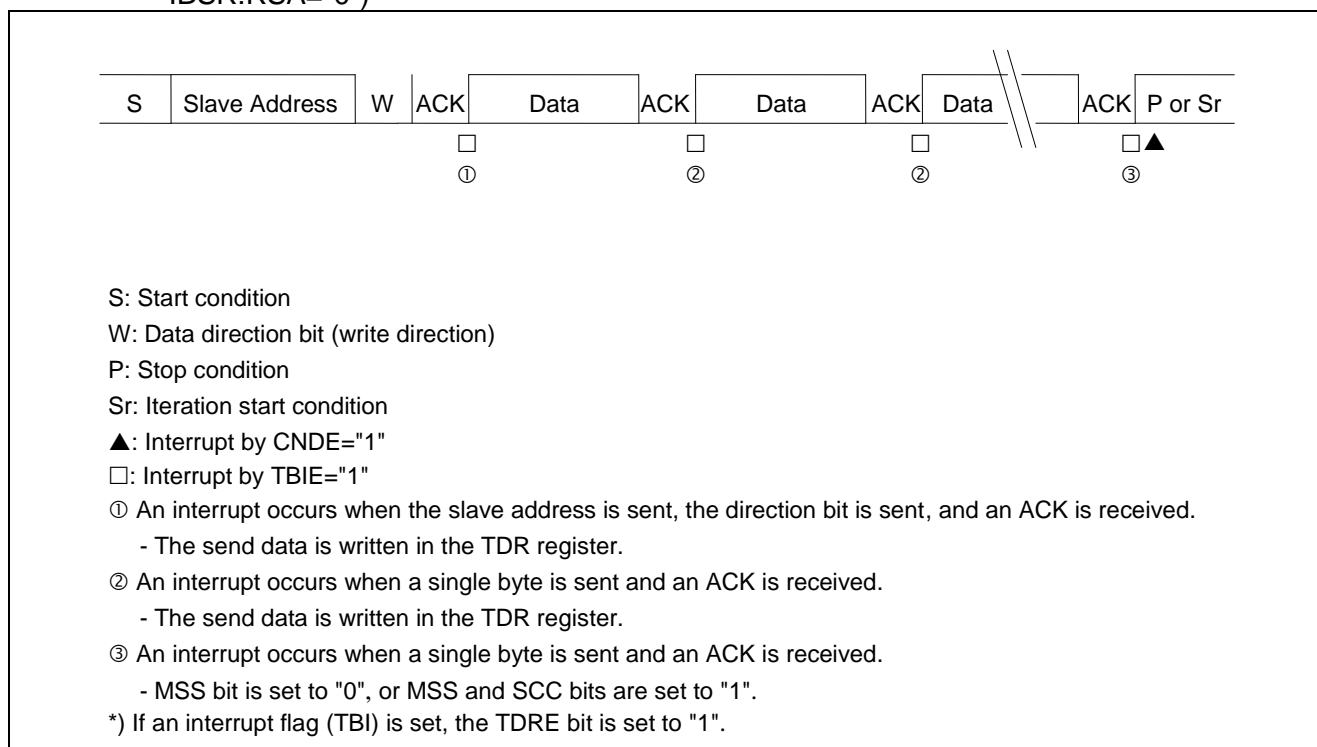 IBSR.RSA="0")
S Slave Address W ACK Data ACK Data ACK Data ACK P or Sr
□ □ □ □▲
① ② ② ③
S: Start condition
W: Data direction bit (write direction)
P: Stop condition
Sr: Iteration start condition
▲: Interrupt by CNDE="1"
□: Interrupt by TBIE="1"
① An interrupt occurs when the slave address is sent, the direction bit is sent, and an ACK is received.
- The send data is written in the TDR register.
② An interrupt occurs when a single byte is sent and an ACK is received.
- The send data is written in the TDR register.
③ An interrupt occurs when a single byte is sent and an ACK is received.
- MSS bit is set to "0", or MSS and SCC bits are set to "1".
*) If an interrupt flag (TBI) is set, the TDRE bit is set to "1".